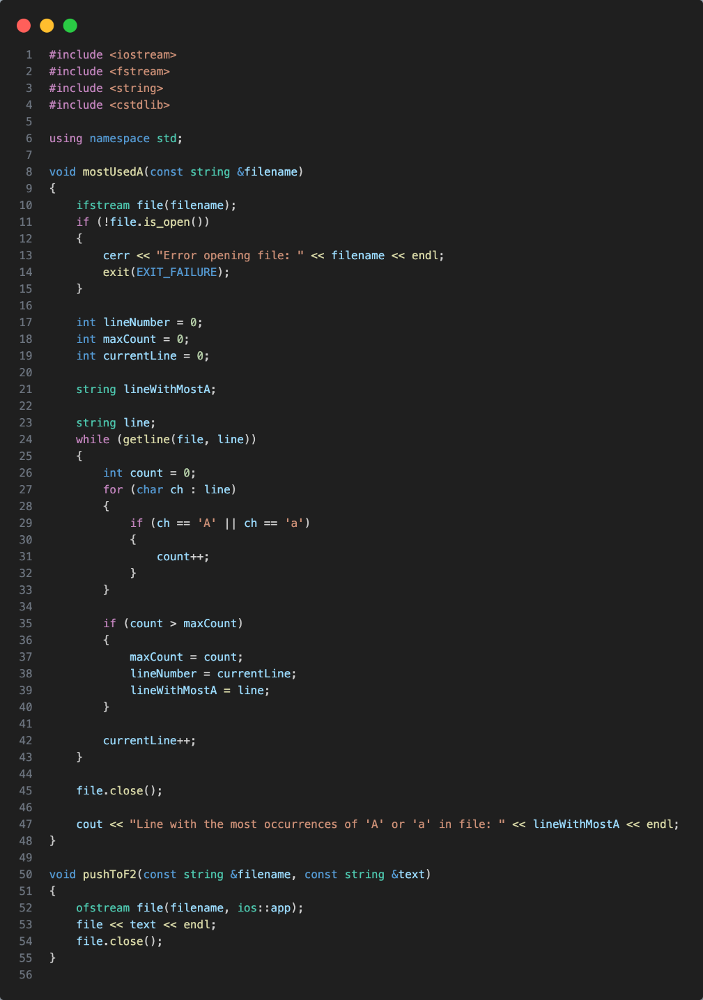 1 #include <iostream>
2 #include <fstream>
3 #include <string>
4 #include <cstdlib>
5
6 using namespace std;
7
8 void mostUsedA(const string &filename)
9 {
10     ifstream file(filename);
11     if (!file.is_open())
12     {
13         cerr << "Error opening file: " << filename << endl;
14         exit(EXIT_FAILURE);
15     }
16
17     int lineNumber = 0;
18     int maxCount = 0;
19     int currentLine = 0;
20
21     string lineWithMostA;
22
23     string line;
24     while (getline(file, line))
25     {
26         int count = 0;
27         for (char ch : line)
28         {
29             if (ch == 'A' || ch == 'a')
30             {
31                 count++;
32             }
33         }
34
35         if (count > maxCount)
36         {
37             maxCount = count;
38             lineNumber = currentLine;
39             lineWithMostA = line;
40         }
41
42         currentLine++;
43     }
44
45     file.close();
46
47     cout << "Line with the most occurrences of 'A' or 'a' in file: " << lineWithMostA << endl;
48 }
49
50 void pushToF2(const string &filename, const string &text)
51 {
52     ofstream file(filename, ios::app);
53     file << text << endl;
54     file.close();
55 }
56